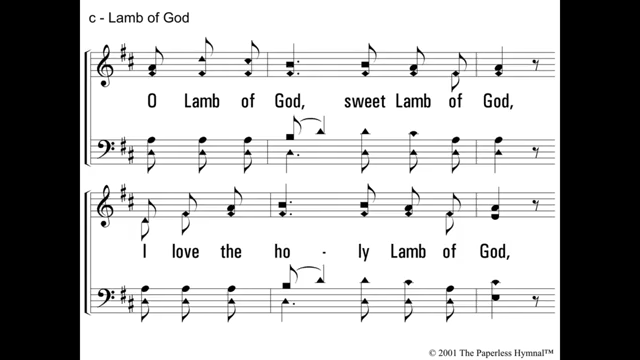 c - Lamb of God
O Lamb of God, sweet Lamb of God,
I love the ho - ly Lamb of God,
© 2001 The Paperless Hymnal™